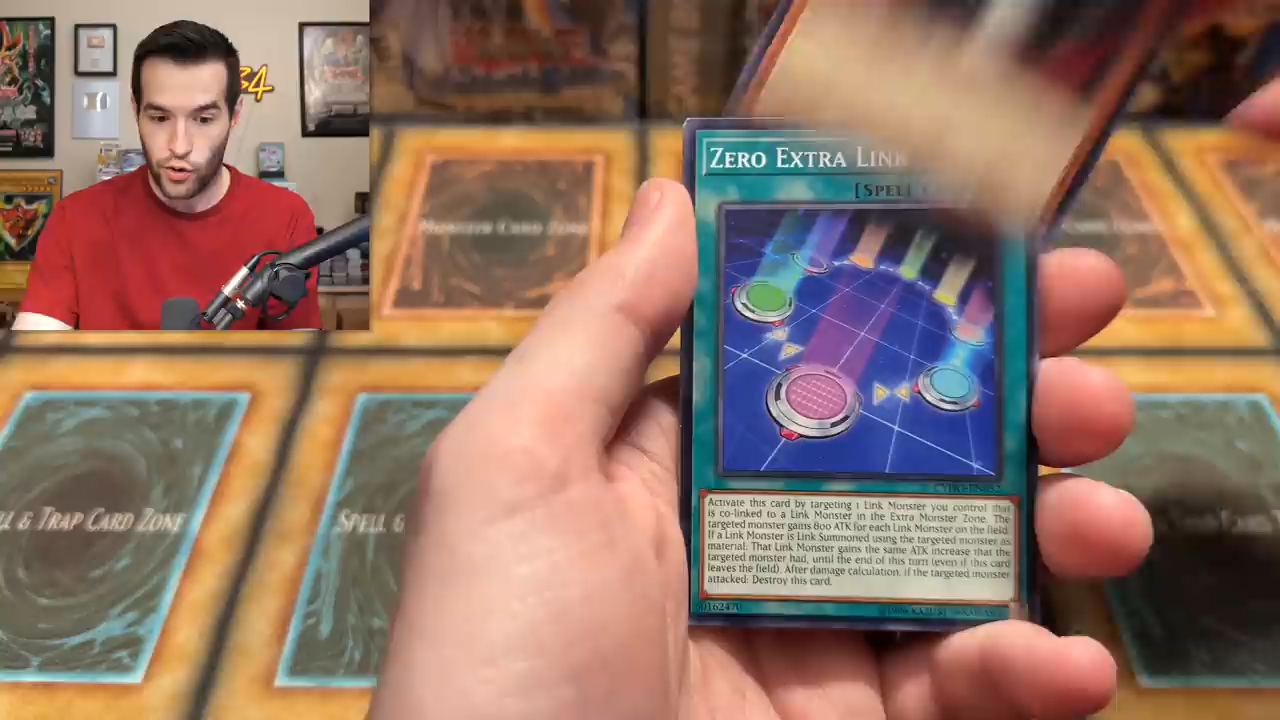 34
ZERO EXTRA LINK
[SPELL
MONSTER CARD ZONE
CYHO-EN052
Activate this card by targeting 1 Link Monster you control that
is co-linked to a Link Monster in the Extra Monster Zone. The
targeted monster gains 800 ATK for each Link Monster on the field.
If a Link Monster is Link Summoned using the targeted monster as
material: That Link Monster gains the same ATK increase that the
targeted monster had, until the end of this turn (even if this card
leaves the field). After damage calculation, if the targeted monster
attacked: Destroy this card.
LL & TRAP CARD ZONE
SPELL &
50162470